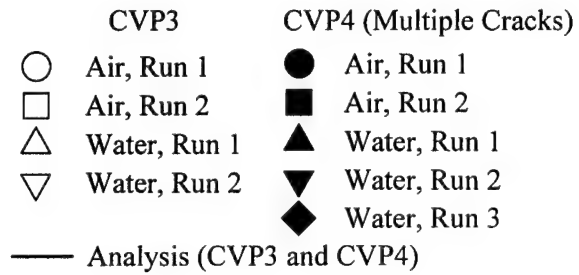 CVP3 CVP4 (Multiple Cracks)
Air, Run 1 Air, Run 1
Air, Run 2 Air, Run 2
Water, Run 1 Water, Run 1
Water, Run 2 Water, Run 2
Water, Run 3
Analysis (CVP3 and CVP4)